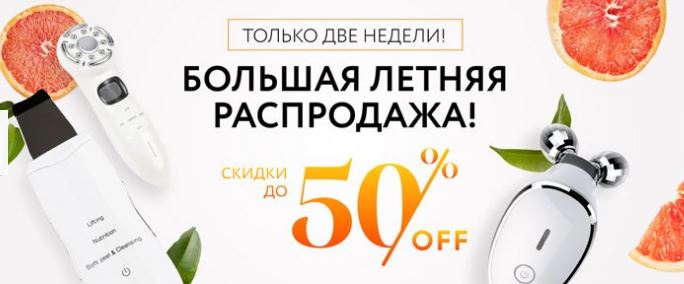 ТОЛЬКО ДВЕ НЕДЕЛИ!
БОЛЬШАЯ ЛЕТНЯЯ
РАСПРОДАЖА!
СКИДКИ
ДО
50%
OFF
Lifting
Nutrition
Soft peel & Cleansing